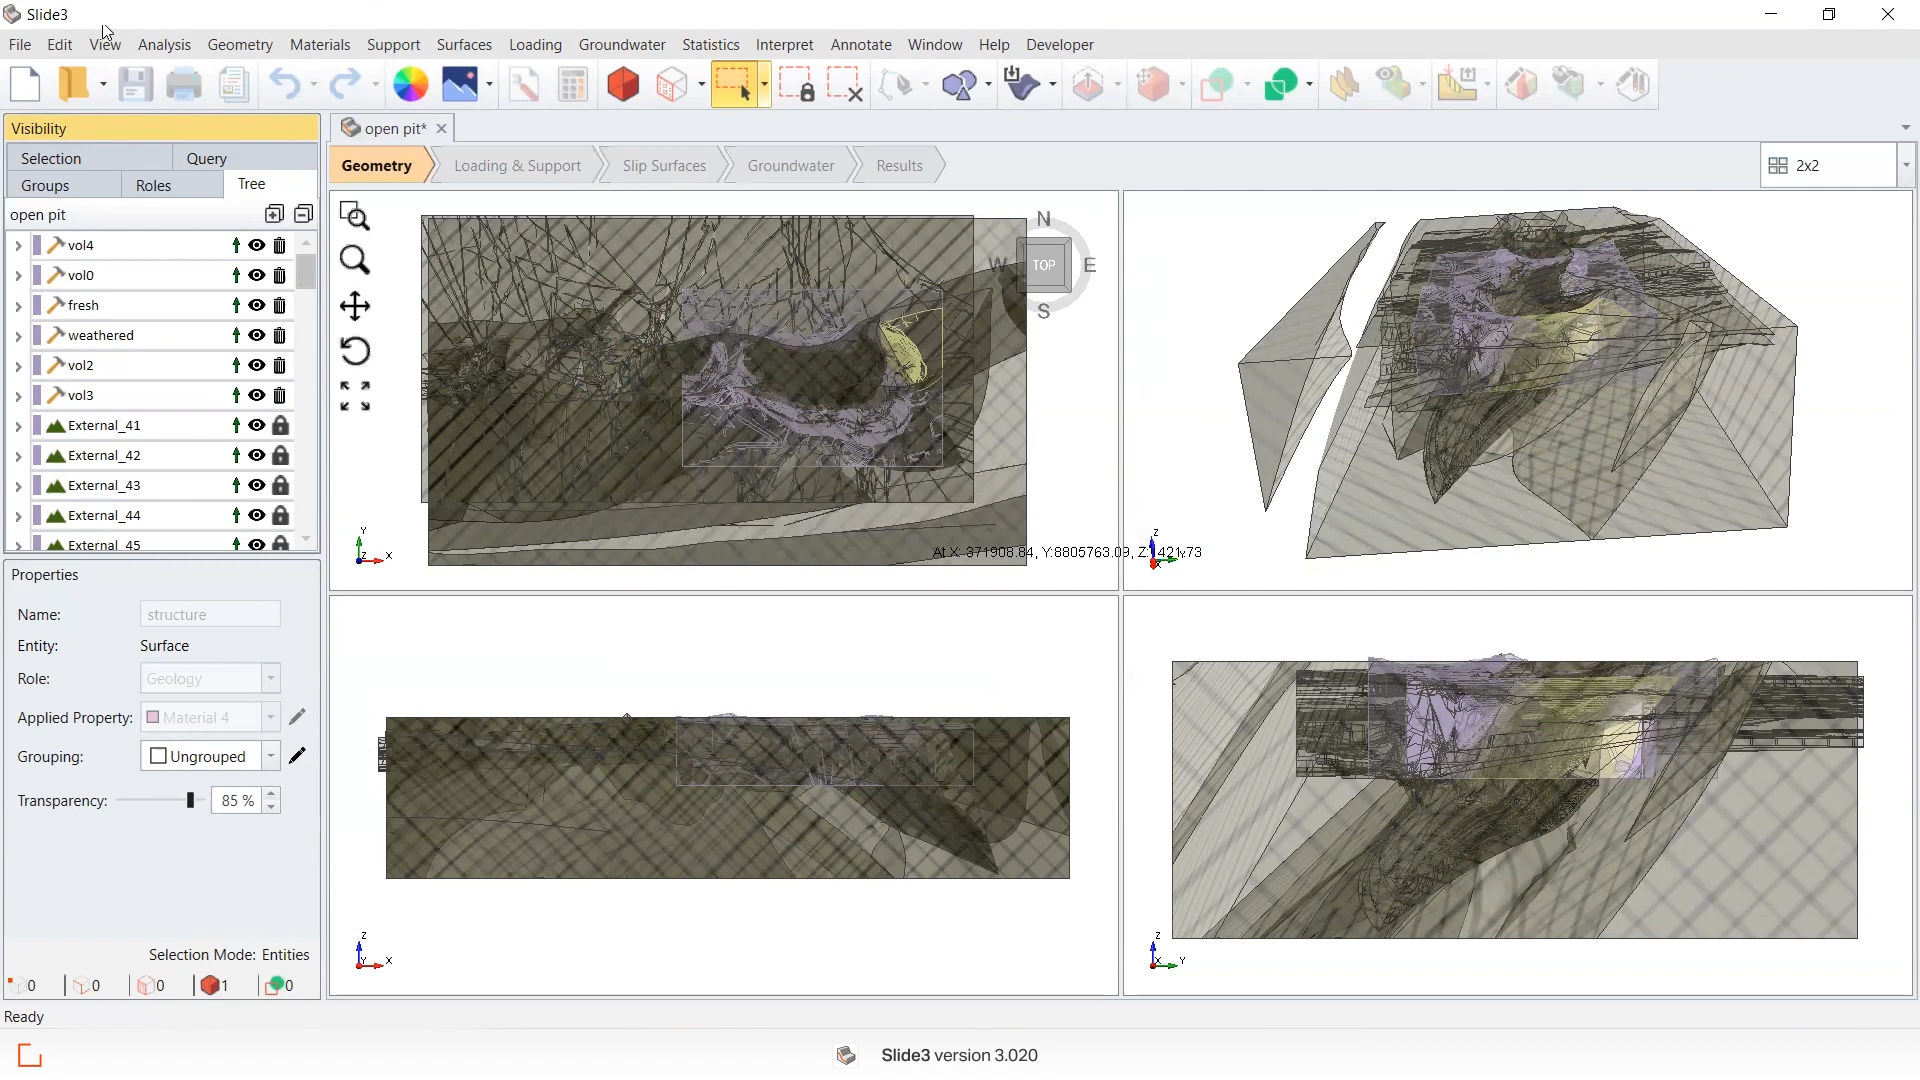 Slide3
File Edit View Analysis Geometry Materials Support Surfaces Loading Groundwater Statistics Interpret Annotate Window Help Developer
Visibility
Selection Query
Groups Roles Tree
open pit
vol4
vol0
fresh
weathered
vol2
vol3
External_41
External_42
External_43
External_44
External_45
Properties
Name: structure
Entity: Surface
Role: Geology
Applied Property: Material 4
Grouping: Ungrouped
Transparency: 85 %
Selection Mode: Entities
0 0 0 1 0
Ready
open pit*
Geometry Loading & Support Slip Surfaces Groundwater Results
2x2
N
W TOP E
S
At X: 371908.84, Y:8805763.09, Z:1421.73
Y
Z X
Z
Y
X
Z
Y X
Z
X Y
Slide3 version 3.020